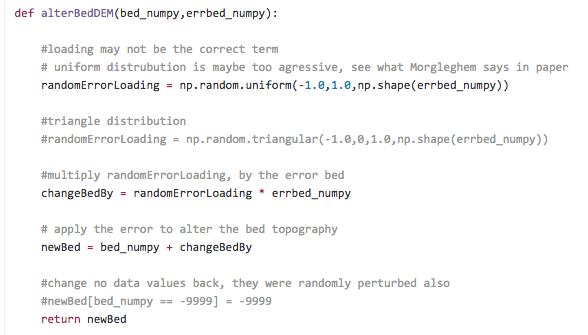 def alterBedDEM(bed_numpy,errbed_numpy):
#loading may not be the correct term
# uniform distrubution is maybe too agressive, see what Morgleghem says in paper
randomErrorLoading = np.random.uniform(-1.0,1.0,np.shape(errbed_numpy))
#triangle distribution
#randomErrorLoading = np.random.triangular(-1.0,0,1.0,np.shape(errbed_numpy))
#multiply randomErrorLoading, by the error bed
changeBedBy = randomErrorLoading * errbed_numpy
# apply the error to alter the bed topography
newBed = bed_numpy + changeBedBy
#change no data values back, they were randomly perturbed also
#newBed[bed_numpy == -9999] = -9999
return newBed